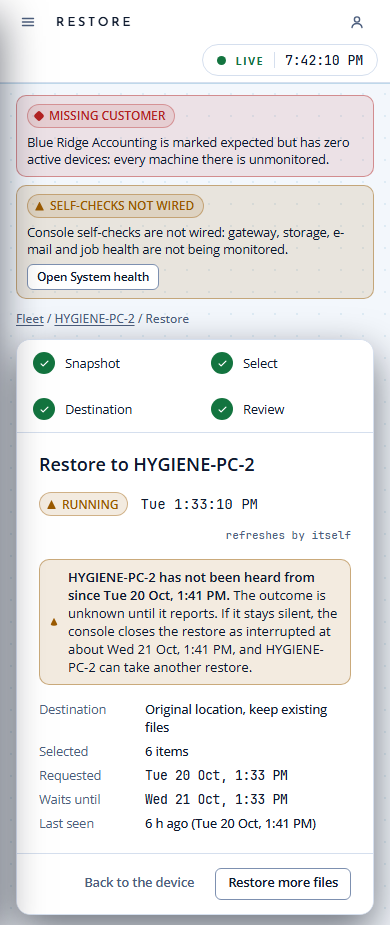 RESTORE
LIVE 7:42:10 PM
MISSING CUSTOMER
Blue Ridge Accounting is marked expected but has zero
active devices: every machine there is unmonitored.
SELF-CHECKS NOT WIRED
Console self-checks are not wired: gateway, storage, e-
mail and job health are not being monitored.
Open System health
Fleet / HYGIENE-PC-2 / Restore
Snapshot
Select
Destination
Review
Restore to HYGIENE-PC-2
RUNNING Tue 1:33:10 PM
refreshes by itself
HYGIENE-PC-2 has not been heard from
since Tue 20 Oct, 1:41 PM. The outcome is
unknown until it reports. If it stays silent, the
console closes the restore as interrupted at
about Wed 21 Oct, 1:41 PM, and HYGIENE-
PC-2 can take another restore.
Destination Original location, keep existing
files
Selected 6 items
Requested Tue 20 Oct, 1:33 PM
Waits until Wed 21 Oct, 1:33 PM
Last seen 6 h ago (Tue 20 Oct, 1:41 PM)
Back to the device
Restore more files